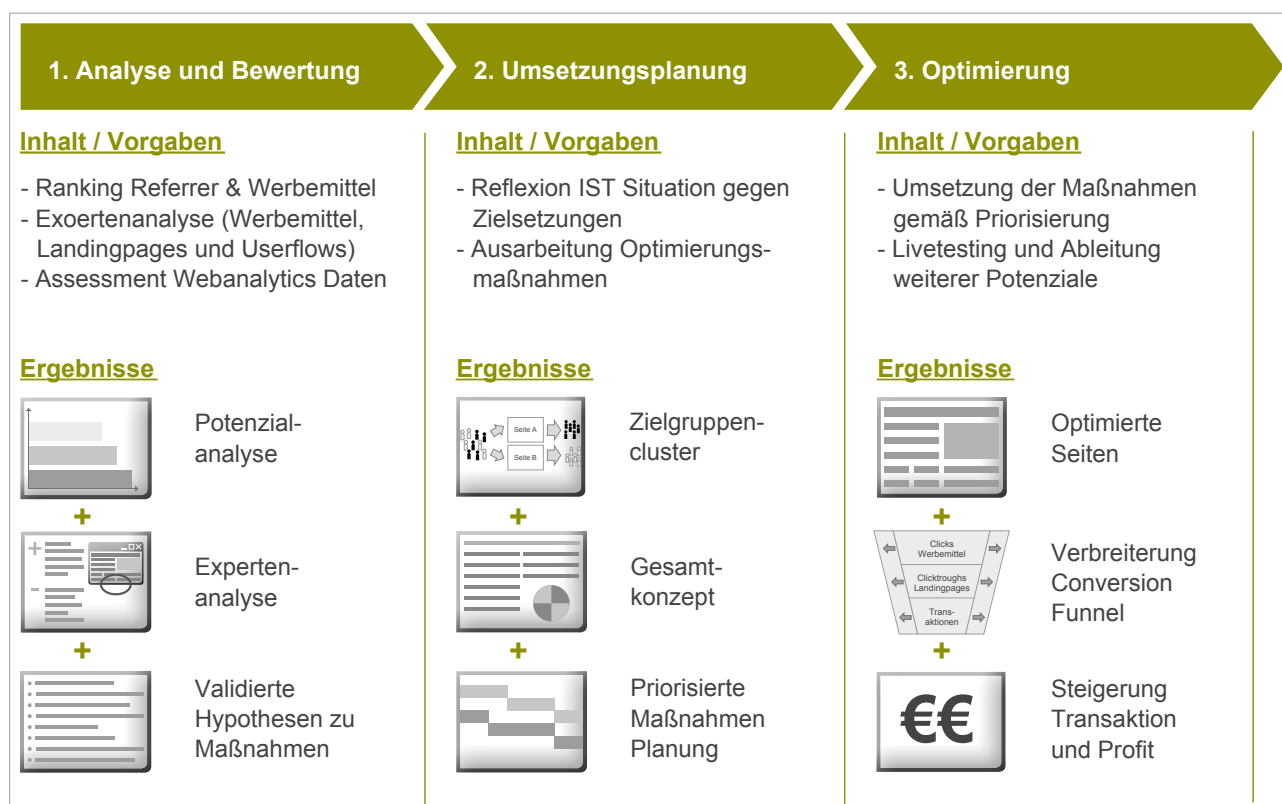 1. Analyse und Bewertung
2. Umsetzungsplanung
3. Optimierung
Inhalt / Vorgaben
- Ranking Referrer & Werbemittel
- Exoertenanalyse (Werbemittel,
Landingpages und Userflows)
- Assessment Webanalytics Daten
Ergebnisse
Potenzial-
analyse
+
Experten-
analyse
+
Validierte
Hypothesen zu
Maßnahmen
Inhalt / Vorgaben
- Reflexion IST Situation gegen
Zielsetzungen
- Ausarbeitung Optimierungs-
maßnahmen
Ergebnisse
Seite A
Seite B
Zielgruppen-
cluster
+
Gesamt-
konzept
+
Priorisierte
Maßnahmen
Planung
Inhalt / Vorgaben
- Umsetzung der Maßnahmen
gemäß Priorisierung
- Livetesting und Ableitung
weiterer Potenziale
Ergebnisse
Optimierte
Seiten
+
Clicks
Werbemittel
Clicktroughs
Landingpages
Trans-
aktionen
Verbreiterung
Conversion
Funnel
+
€€
Steigerung
Transaktion
und Profit